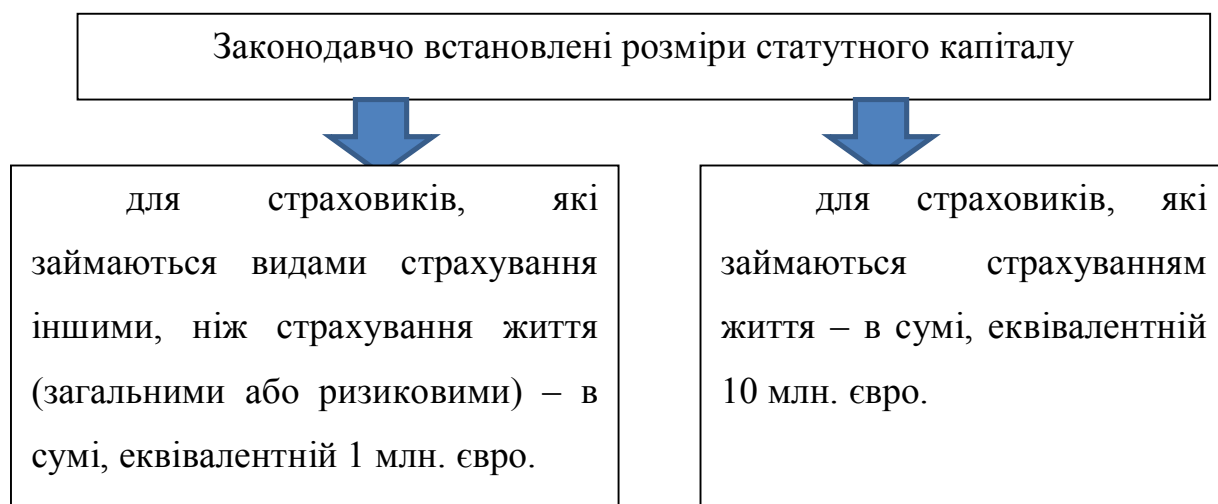 Законодавчо встановлені розміри статутного капіталу
для страховиків, які
займаються видами страхування
іншими, ніж страхування життя
(загальними або ризиковими) – в
сумі, еквівалентній 1 млн. євро.
для страховиків, які
займаються страхуванням
життя – в сумі, еквівалентній
10 млн. євро.